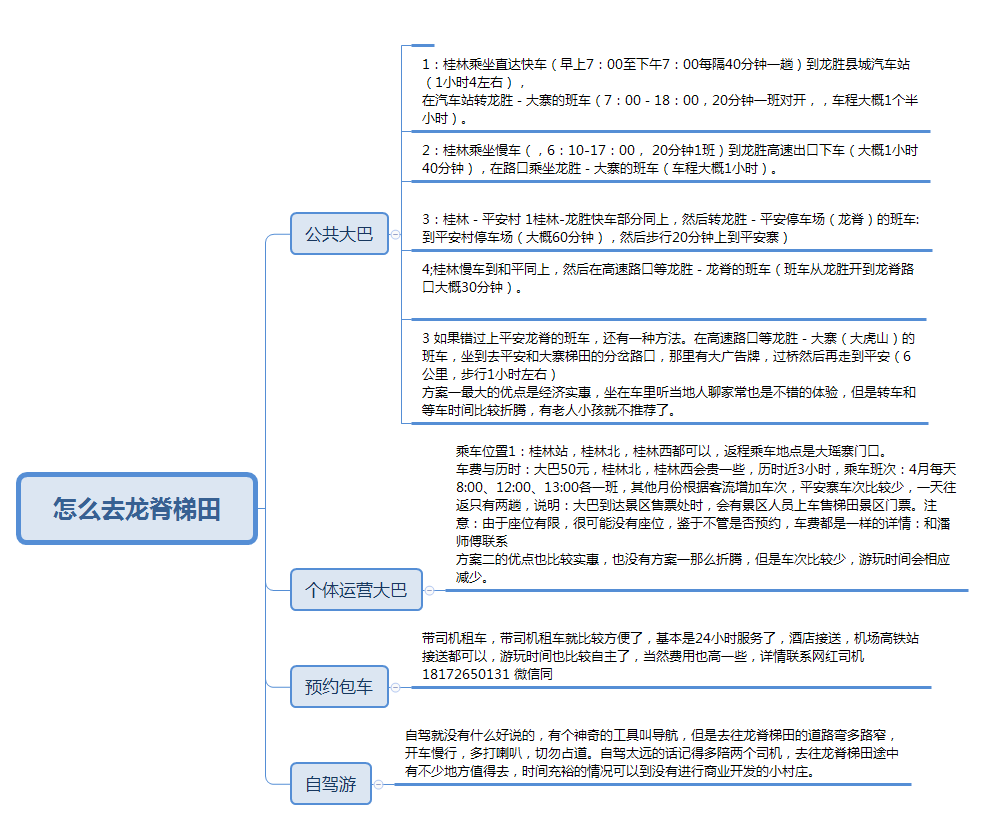 怎么去龙脊梯田
公共大巴
1：桂林乘坐直达快车（早上7：00至下午7：00每隔40分钟一趟）到龙胜县城汽车站
（1小时4左右），
在汽车站转龙胜－大寨的班车（7：00－18：00，20分钟一班对开，，车程大概1个半
小时）。
2：桂林乘坐慢车（，6：10-17：00， 20分钟1班）到龙胜高速出口下车（大概1小时
40分钟），在路口乘坐龙胜－大寨的班车（车程大概1小时）。
3：桂林－平安村 1桂林-龙胜快车部分同上，然后转龙胜－平安停车场（龙脊）的班车:
到平安村停车场（大概60分钟），然后步行20分钟上到平安寨）
4;桂林慢车到和平同上，然后在高速路口等龙胜－龙脊的班车（班车从龙胜开到龙脊路
口大概30分钟）。
3 如果错过上平安龙脊的班车，还有一种方法。在高速路口等龙胜－大寨（大虎山）的
班车，坐到去平安和大寨梯田的分岔路口，那里有大广告牌，过桥然后再走到平安（6
公里，步行1小时左右）
方案一最大的优点是经济实惠，坐在车里听当地人聊家常也是不错的体验，但是转车和
等车时间比较折腾，有老人小孩就不推荐了。
个体运营大巴
乘车位置1：桂林站，桂林北，桂林西都可以，返程乘车地点是大瑶寨门口。
车费与历时：大巴50元，桂林北，桂林西会贵一些，历时近3小时，乘车班次：4月每天
8:00、12:00、13:00各一班，其他月份根据客流增加车次，平安寨车次比较少，一天往
返只有两趟，说明：大巴到达景区售票处时，会有景区人员上车售梯田景区门票。注
意：由于座位有限，很可能没有座位，鉴于不管是否预约，车费都是一样的详情：和潘
师傅联系
方案二的优点也比较实惠，也没有方案一那么折腾，但是车次比较少，游玩时间会相应
减少。
预约包车
带司机租车，带司机租车就比较方便了，基本是24小时服务了，酒店接送，机场高铁站
接送都可以，游玩时间也比较自主了，当然费用也高一些，详情联系网红司机
18172650131 微信同
自驾游
自驾就没有什么好说的，有个神奇的工具叫导航，但是去往龙脊梯田的道路弯多路窄，
开车慢行，多打喇叭，切勿占道。自驾太远的话记得多陪两个司机，去往龙脊梯田途中
有不少地方值得去，时间充裕的情况可以到没有进行商业开发的小村庄。